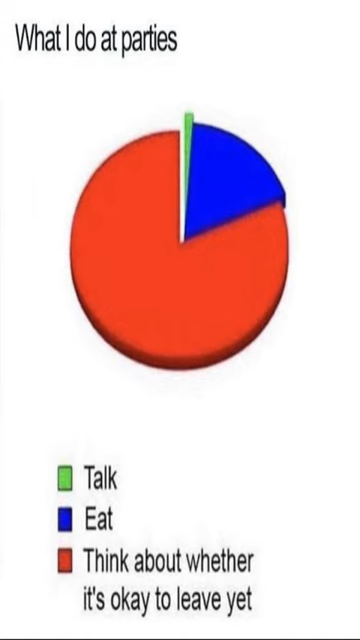 What I do at parties
Talk
Eat
Think about whether
it's okay to leave yet